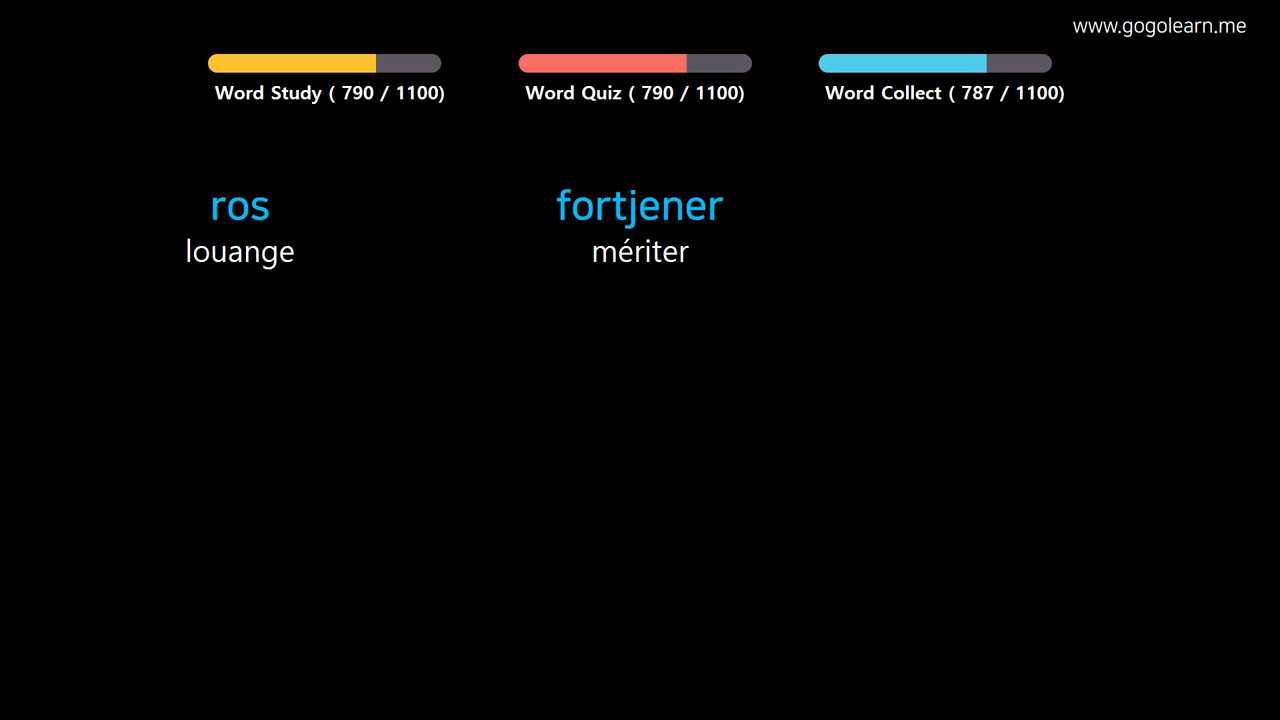 www.gogolearn.me
Word Study ( 790 / 1100)
Word Quiz ( 790 / 1100)
Word Collect ( 787 / 1100)
ros
louange
fortjener
mériter